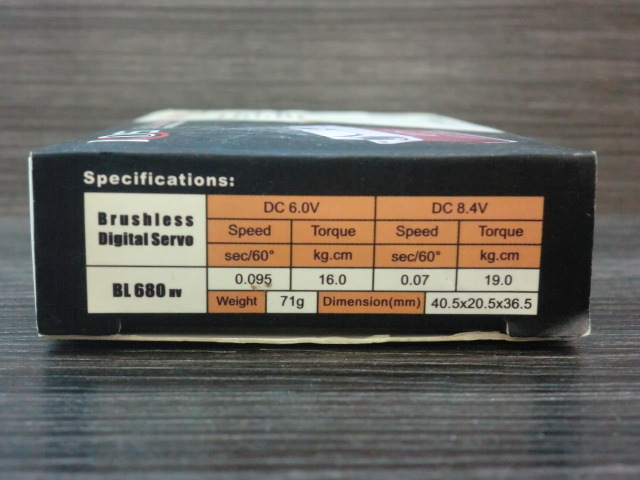 Specifications:
Brushless Digital Servo DC 6.0V DC 8.4V
Speed Torque Speed Torque
sec/60° kg.cm sec/60° kg.cm
BL 680 HV 0.095 16.0 0.07 19.0
Weight 71g Dimension(mm) 40.5x20.5x36.5